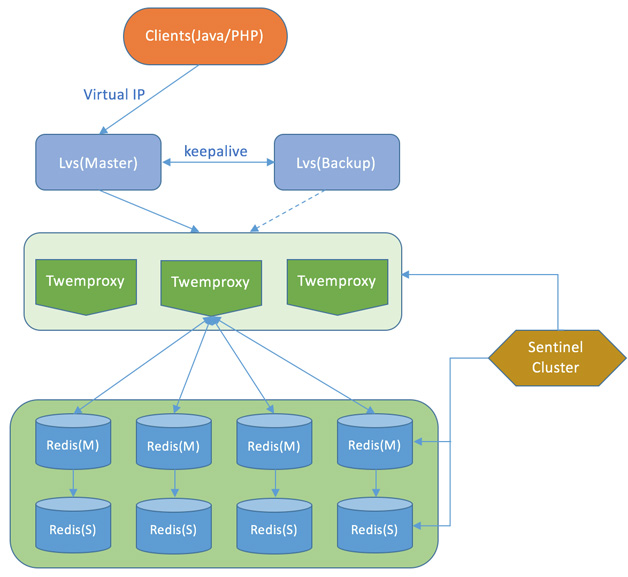 Clients(Java/PHP)
Virtual IP
Lvs(Master)
keepalive
Lvs(Backup)
Twemproxy
Twemproxy
Twemproxy
Sentinel
Cluster
Redis(M)
Redis(M)
Redis(M)
Redis(M)
Redis(S)
Redis(S)
Redis(S)
Redis(S)